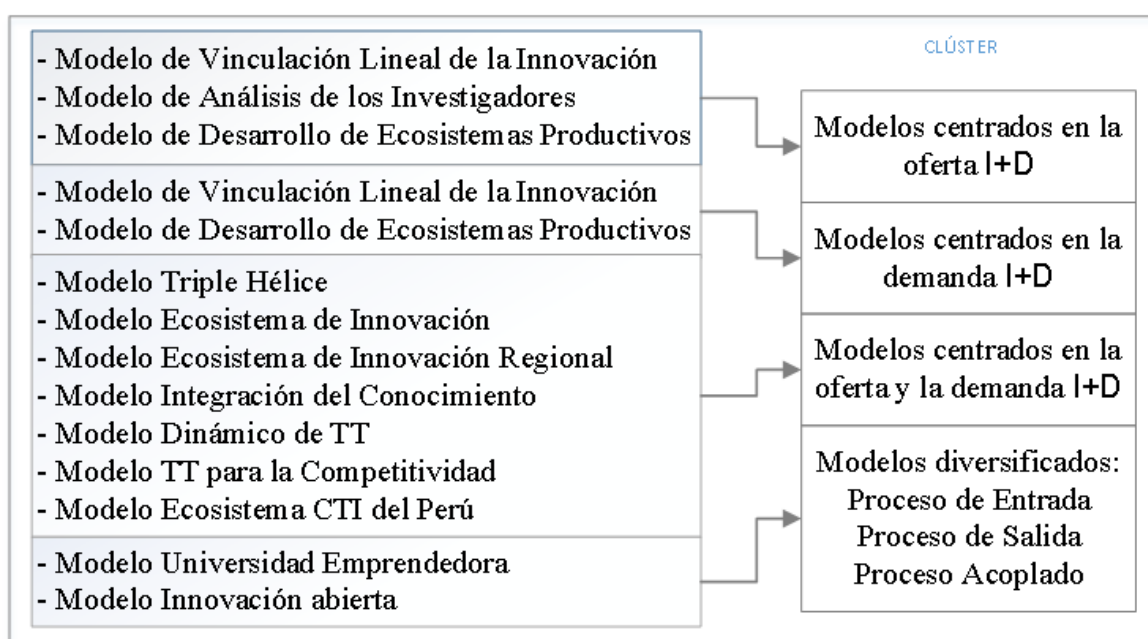 - Modelo de Vinculación Lineal de la Innovación
- Modelo de Análisis de los Investigadores
- Modelo de Desarrollo de Ecosistemas Productivos
- Modelo de Vinculación Lineal de la Innovación
- Modelo de Desarrollo de Ecosistemas Productivos
- Modelo Triple Hélice
- Modelo Ecosistema de Innovación
- Modelo Ecosistema de Innovación Regional
- Modelo Integración del Conocimiento
- Modelo Dinámico de TT
- Modelo TT para la Competitividad
- Modelo Ecosistema CTI del Perú
- Modelo Universidad Emprendedora
- Modelo Innovación abierta
CLÚSTER
Modelos centrados en la
oferta I+D
Modelos centrados en la
demanda I+D
Modelos centrados en la
oferta y la demanda I+D
Modelos diversificados:
Proceso de Entrada
Proceso de Salida
Proceso Acoplado